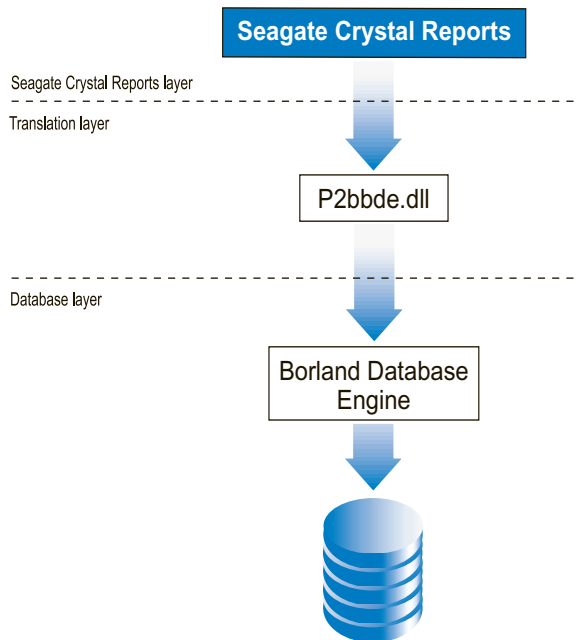 Seagate Crystal Reports
Seagate Crystal Reports layer
Translation layer
P2bbde.dll
Database layer
Borland Database
Engine